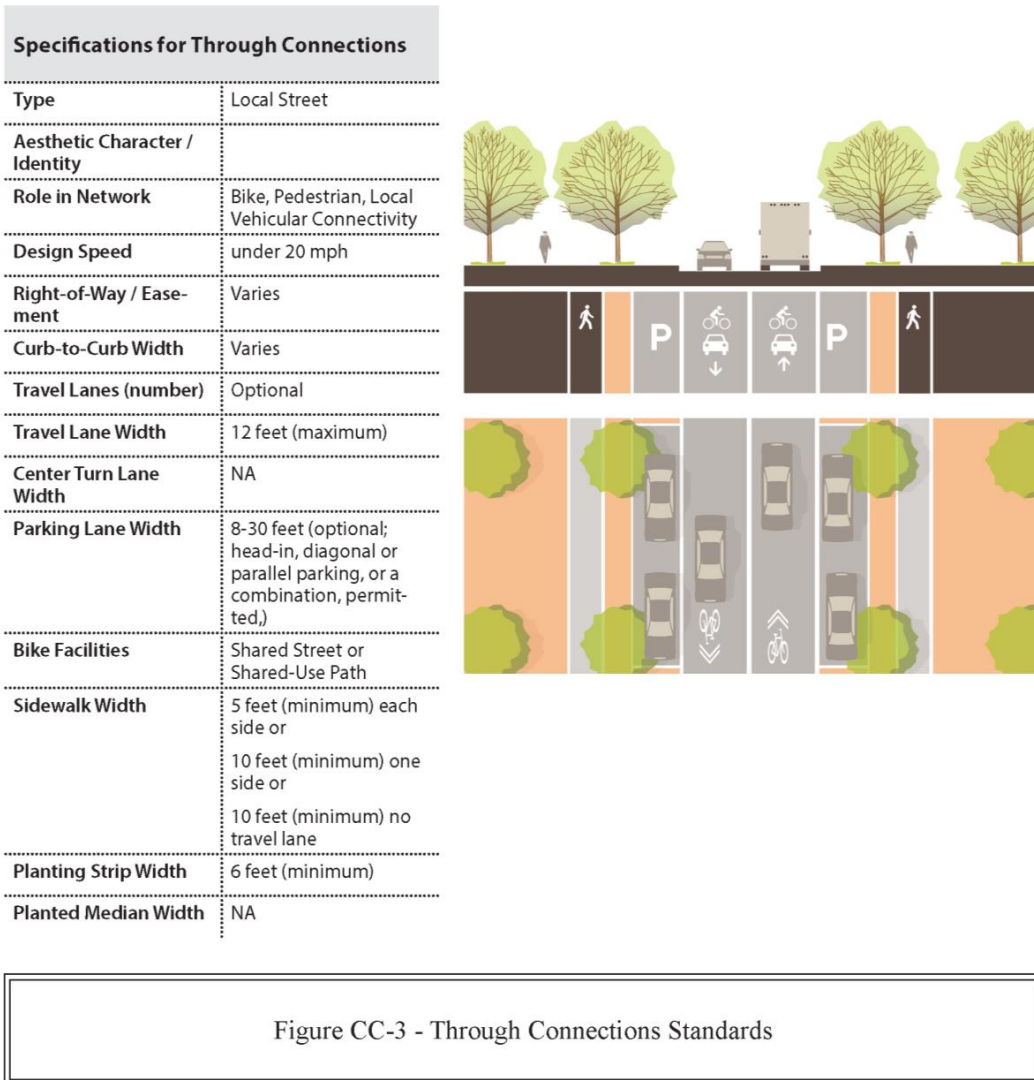 Specifications for Through Connections
Type
Local Street
Aesthetic Character /
Identity
Role in Network
Bike, Pedestrian, Local
Vehicular Connectivity
Design Speed
under 20 mph
Right-of-Way / Ease-
ment
Varies
Curb-to-Curb Width
Varies
Travel Lanes (number)
Optional
Travel Lane Width
12 feet (maximum)
Center Turn Lane
Width
NA
Parking Lane Width
8-30 feet (optional;
head-in, diagonal or
parallel parking, or a
combination, permit-
ted,)
Bike Facilities
Shared Street or
Shared-Use Path
Sidewalk Width
5 feet (minimum) each
side or
10 feet (minimum) one
side or
10 feet (minimum) no
travel lane
Planting Strip Width
6 feet (minimum)
Planted Median Width
NA
P
P
Figure CC-3 - Through Connections Standards